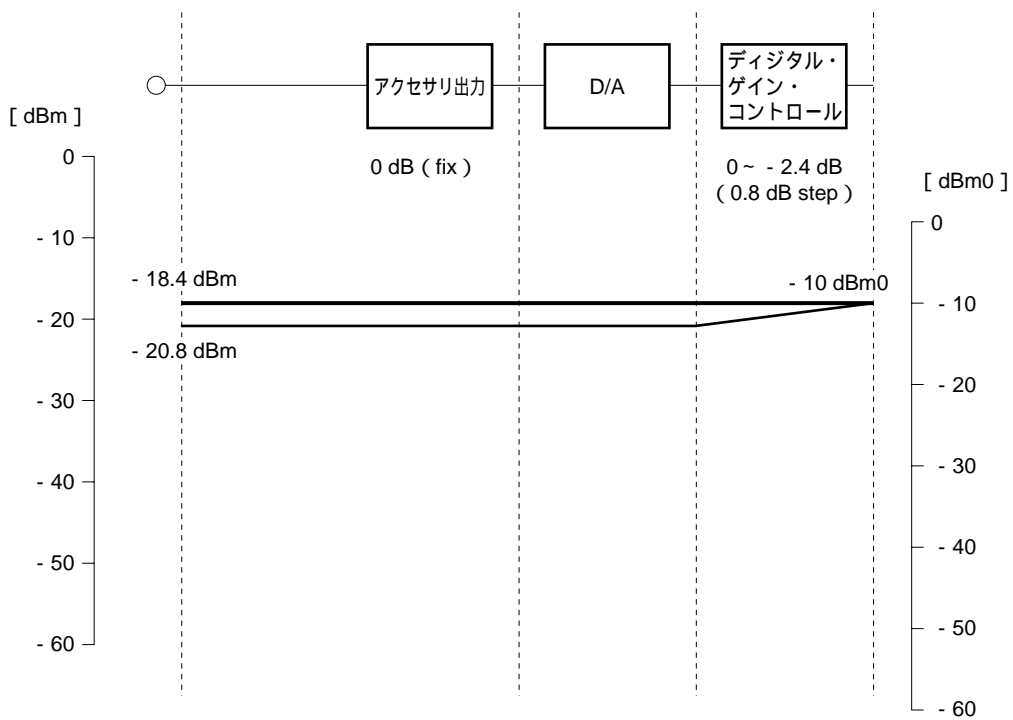 アクセサリ出力
D/A
ディジタル・
ゲイン・
コントロール
[ dBm ]
0 dB ( fix )
0 ~ - 2.4 dB
( 0.8 dB step )
[ dBm0 ]
0
- 10
- 20
- 30
- 40
- 50
- 60
- 18.4 dBm
- 20.8 dBm
- 10 dBm0
0
- 10
- 20
- 30
- 40
- 50
- 60